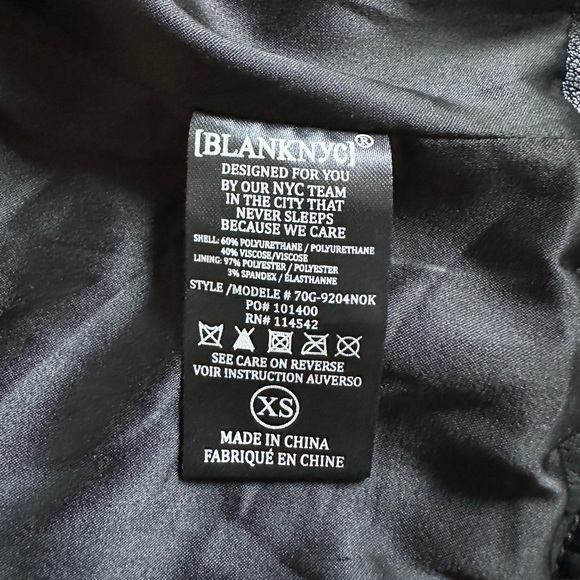 [BLANKNYC]®
DESIGNED FOR YOU
BY OUR NYC TEAM
IN THE CITY THAT
NEVER SLEEPS
BECAUSE WE CARE
SHELL: 60% POLYURETHANE / POLYURETHANE
40% VISCOSE/VISCOSE
LINING: 97% POLYESTER / POLYESTER
3% SPANDEX / ÉLASTHANNE
STYLE /MODELE # 70G-9204NOK
PO# 101400
RN# 114542
SEE CARE ON REVERSE
VOIR INSTRUCTION AUVERSO
XS
MADE IN CHINA
FABRIQUÉ EN CHINE